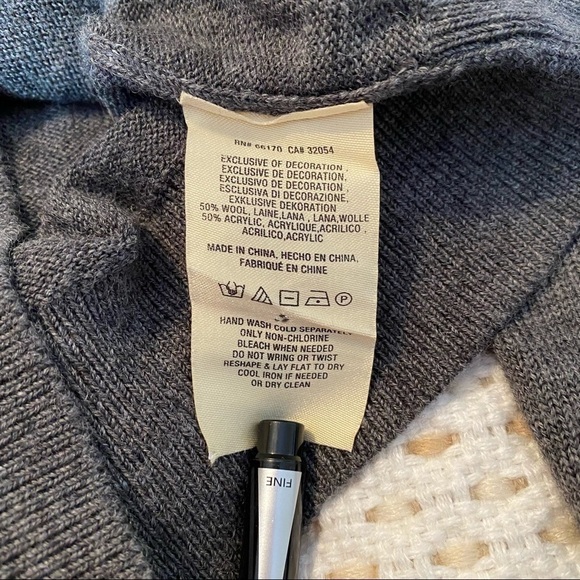 RN# 66170 CA# 32054
EXCLUSIVE OF DECORATION,
EXCLUSIVE DE DECORATION,
EXCLUSIVO DE DECORACION,
ESCLUSIVA DI DECORAZIONE,
EXKLUSIVE DEKORATION
50% WOOL, LAINE,LANA , LANA,WOLLE
50% ACRYLIC, ACRYLIQUE,ACRILICO ,
ACRILICO,ACRYLIC
MADE IN CHINA, HECHO EN CHINA.
FABRIQUÉ EN CHINE
P
HAND WASH COLD SEPARATELY
ONLY NON-CHLORINE
BLEACH WHEN NEEDED
DO NOT WRING OR TWIST
RESHAPE & LAY FLAT TO DRY
COOL IRON IF NEEDED
OR DRY CLEAN
FINE